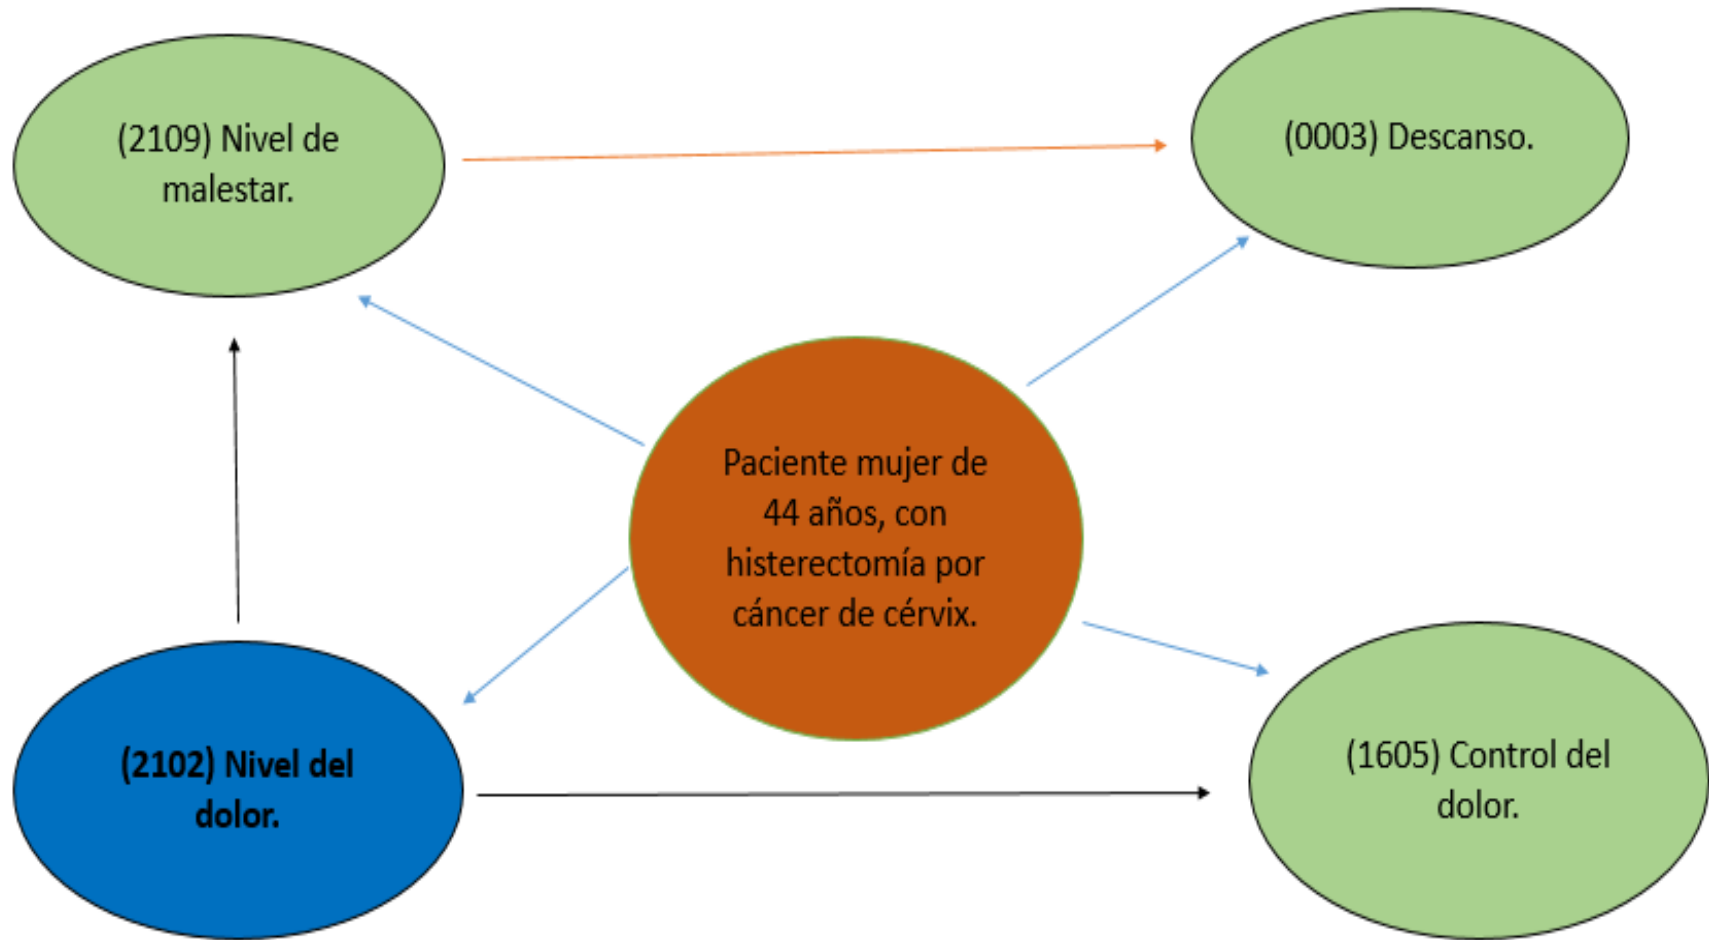 (2109) Nivel de
malestar.
(0003) Descanso.
Paciente mujer de
44 años, con
histerectomía por
cáncer de cérvix.
(2102) Nivel del
dolor.
(1605) Control del
dolor.